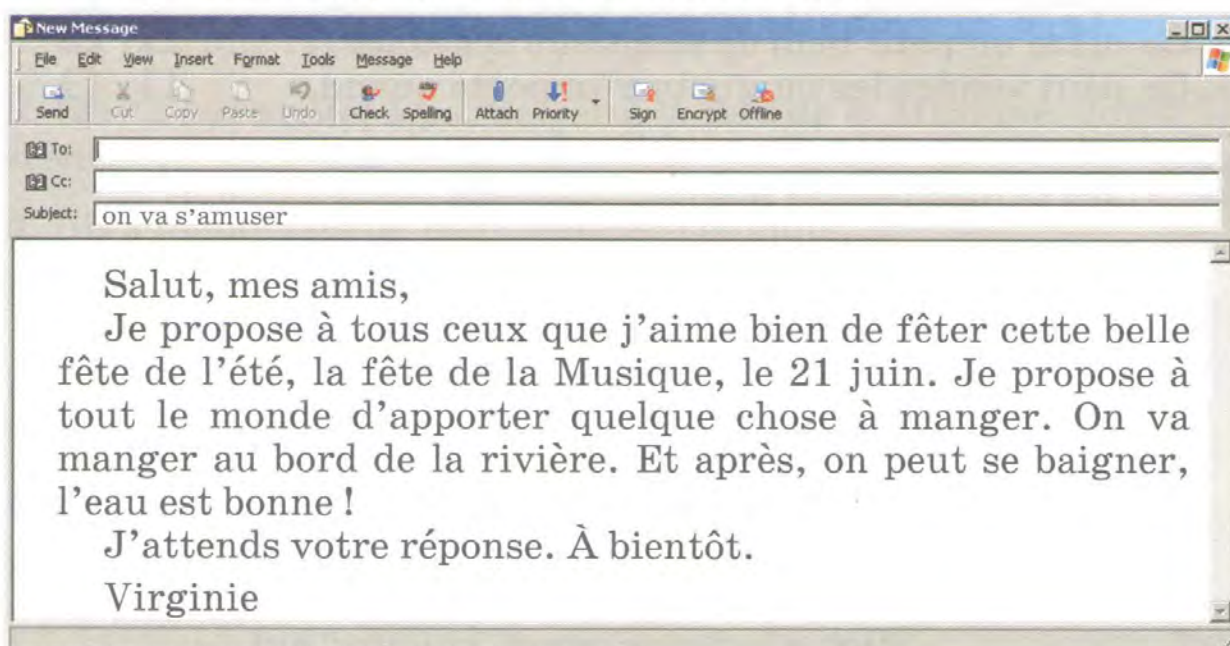 New Message
File Edit View Insert Format Tools Message Help
Send Cut Copy Paste Undo Check Spelling Attach Priority Sign Encrypt Offline
To:
Cc:
Subject: on va s'amuser
Salut, mes amis,
Je propose à tous ceux que j'aime bien de fêter cette belle
fête de l'été, la fête de la Musique, le 21 juin. Je propose à
tout le monde d'apporter quelque chose à manger. On va
manger au bord de la rivière. Et après, on peut se baigner,
l'eau est bonne !
J'attends votre réponse. À bientôt.
Virginie